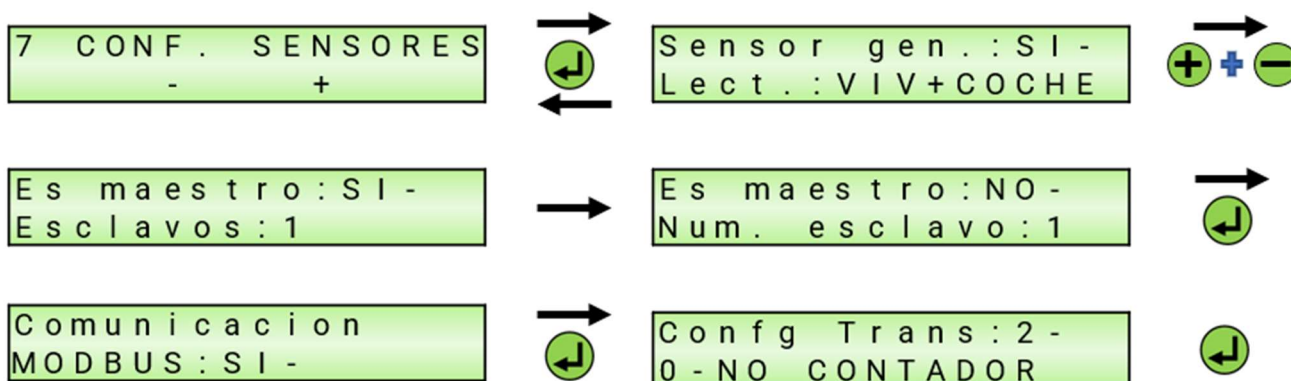 7 CONF. SENSORES
- +
Sensor gen.:SI-
Lect.:VIV+COCHE
Es maestro:SI-
Esclavos:1
Es maestro:NO-
Num. esclavo:1
Comunicacion
MODBUS:SI-
Confg Trans:2-
0-NO CONTADOR